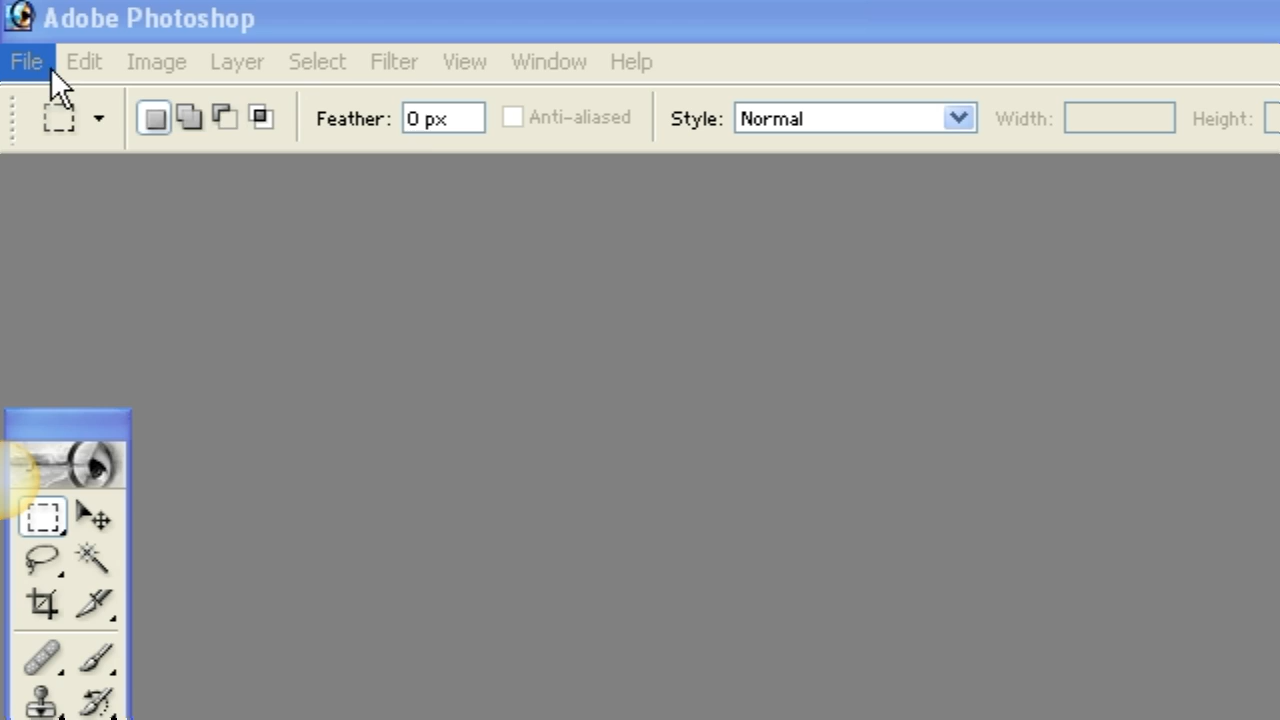 Adobe Photoshop
File Edit Image Layer Select Filter View Window Help
Feather: 0 px Anti-aliased Style: Normal Width: Height: